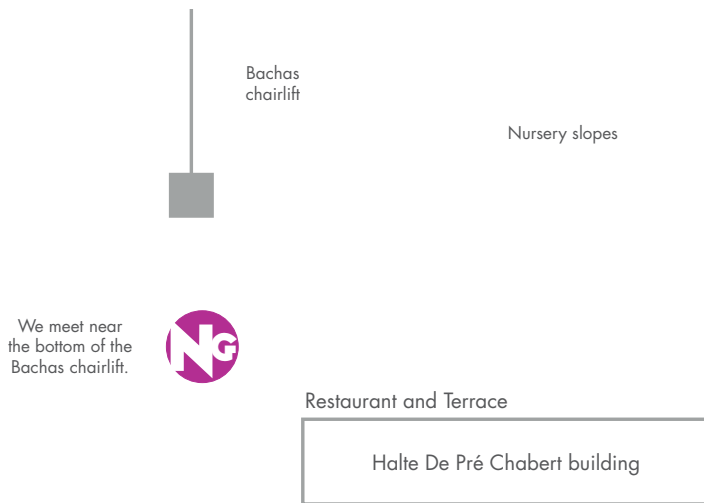 Bachas
chairlift
Nursery slopes
We meet near
the bottom of the
Bachas chairlift.
NG
Restaurant and Terrace
Halte De Pré Chabert building